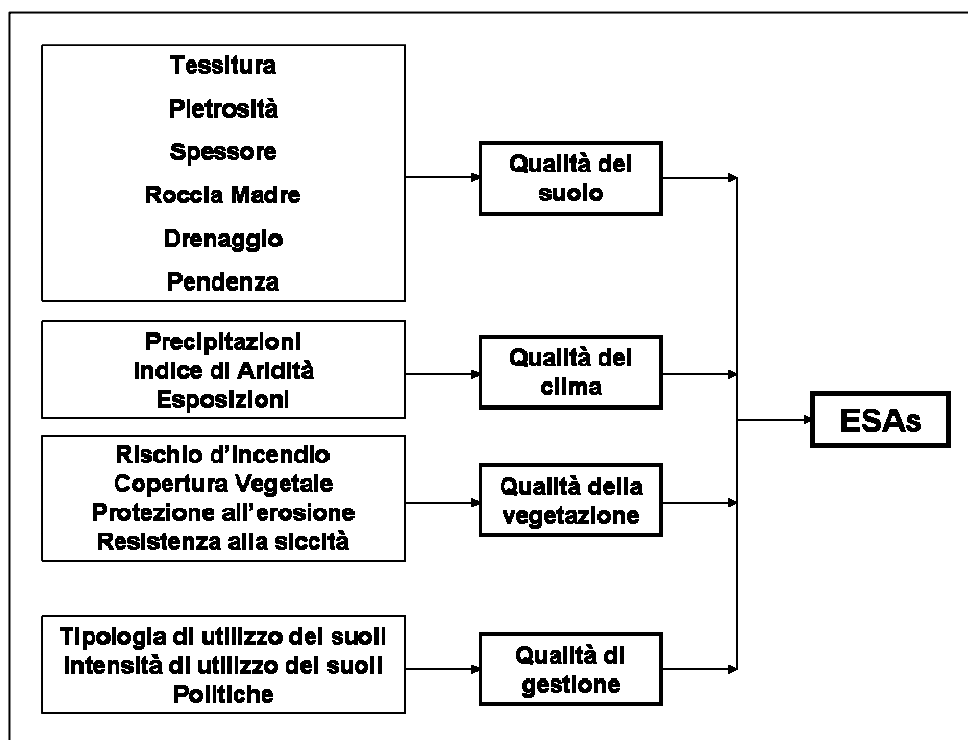 Tessitura
Pietrosità
Spessore
Roccia Madre
Drenaggio
Pendenza
Qualità del
suolo
Precipitazioni
Indice di Aridità
Esposizioni
Qualità del
clima
Rischio d'incendio
Copertura Vegetale
Protezione all'erosione
Resistenza alla siccità
Qualità della
vegetazione
Tipologia di utilizzo dei suoli
Intensità di utilizzo dei suoli
Politiche
Qualità di
gestione
ESAs